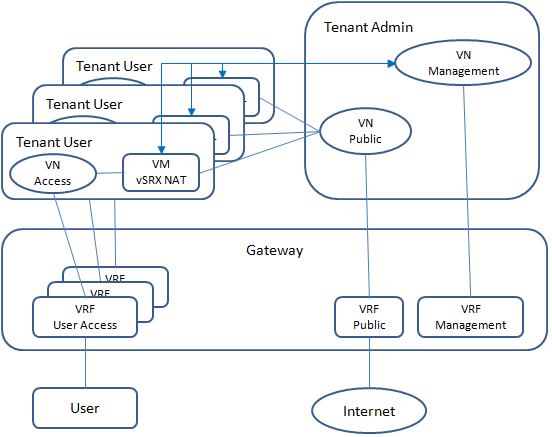 Tenant Admin
VN
Management
Tenant User
Tenant User
Tenant User
VN
Access
VM
vSRX NAT
VN
Public
Gateway
VRF
VRF
VRF
User Access
VRF
Public
VRF
Management
User
Internet